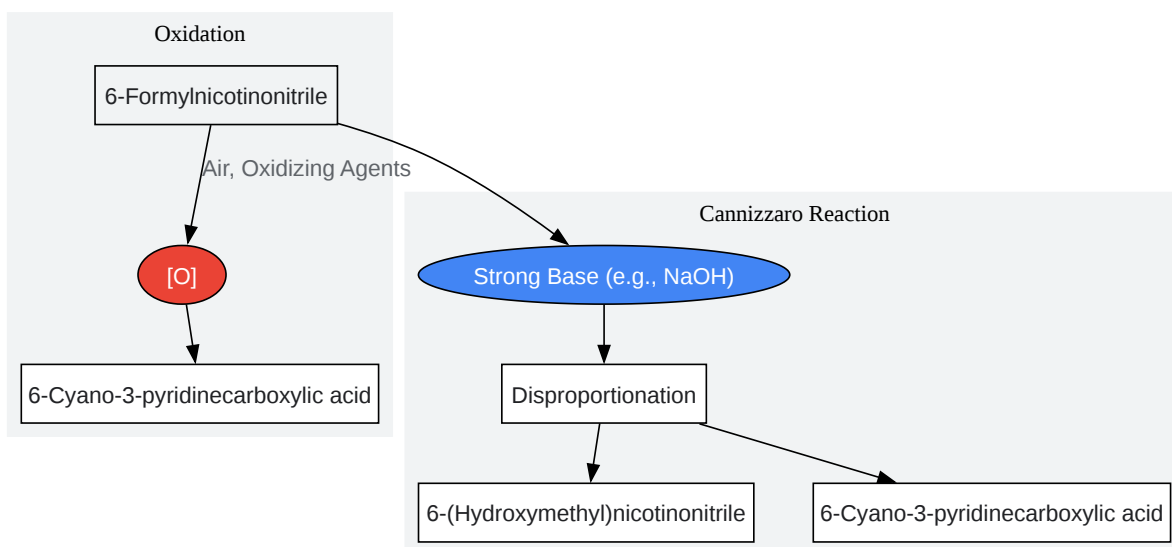 Oxidation
6-Formylnicotinonitrile
Air, Oxidizing Agents
[O]
6-Cyano-3-pyridinecarboxylic acid
Cannizzaro Reaction
Strong Base (e.g., NaOH)
Disproportionation
6-(Hydroxymethyl)nicotinonitrile
6-Cyano-3-pyridinecarboxylic acid